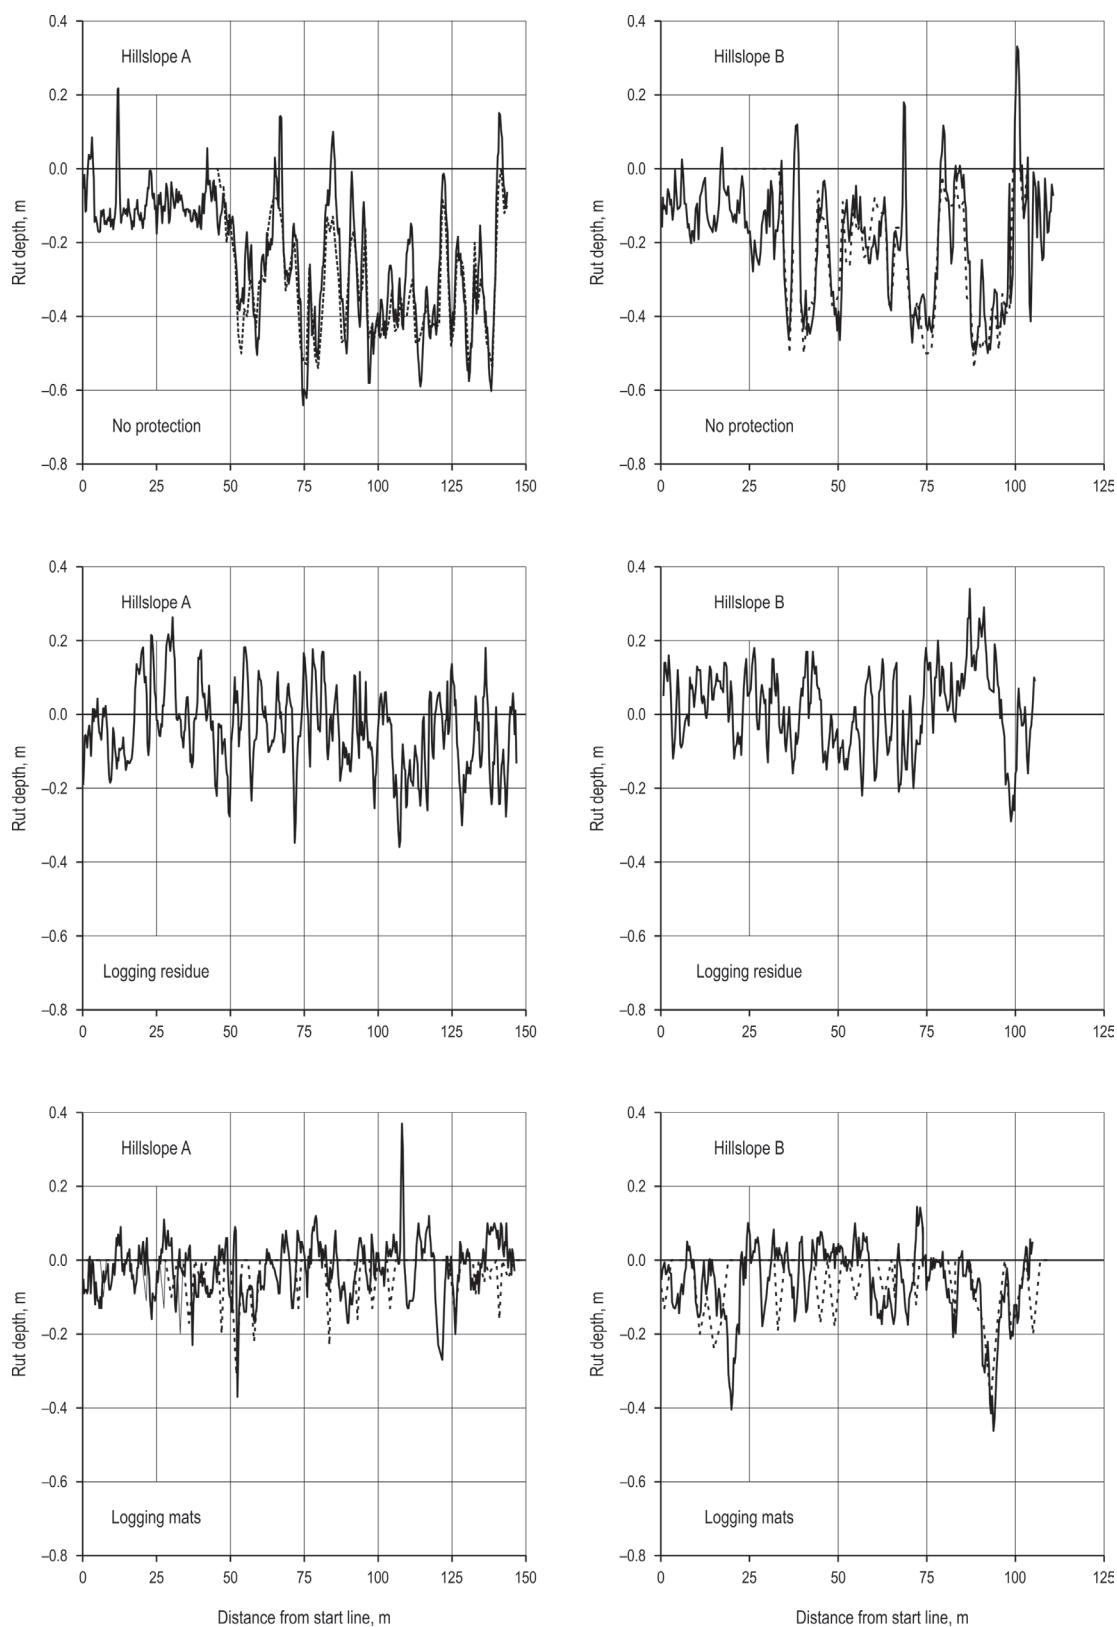 0.4
Hillslope A
0.2
0.0
–0.2
–0.4
–0.6
No protection
–0.8
0 25 50 75 100 125 150
Rut depth, m
0.4
Hillslope B
0.2
0.0
–0.2
–0.4
–0.6
No protection
–0.8
0 25 50 75 100 125
Rut depth, m
0.4
Hillslope A
0.2
0.0
–0.2
–0.4
–0.6
Logging residue
–0.8
0 25 50 75 100 125 150
Rut depth, m
0.4
Hillslope B
0.2
0.0
–0.2
–0.4
–0.6
Logging residue
–0.8
0 25 50 75 100 125
Rut depth, m
0.4
Hillslope A
0.2
0.0
–0.2
–0.4
–0.6
Logging mats
–0.8
0 25 50 75 100 125 150
Rut depth, m
Distance from start line, m
0.4
Hillslope B
0.2
0.0
–0.2
–0.4
–0.6
Logging mats
–0.8
0 25 50 75 100 125
Rut depth, m
Distance from start line, m